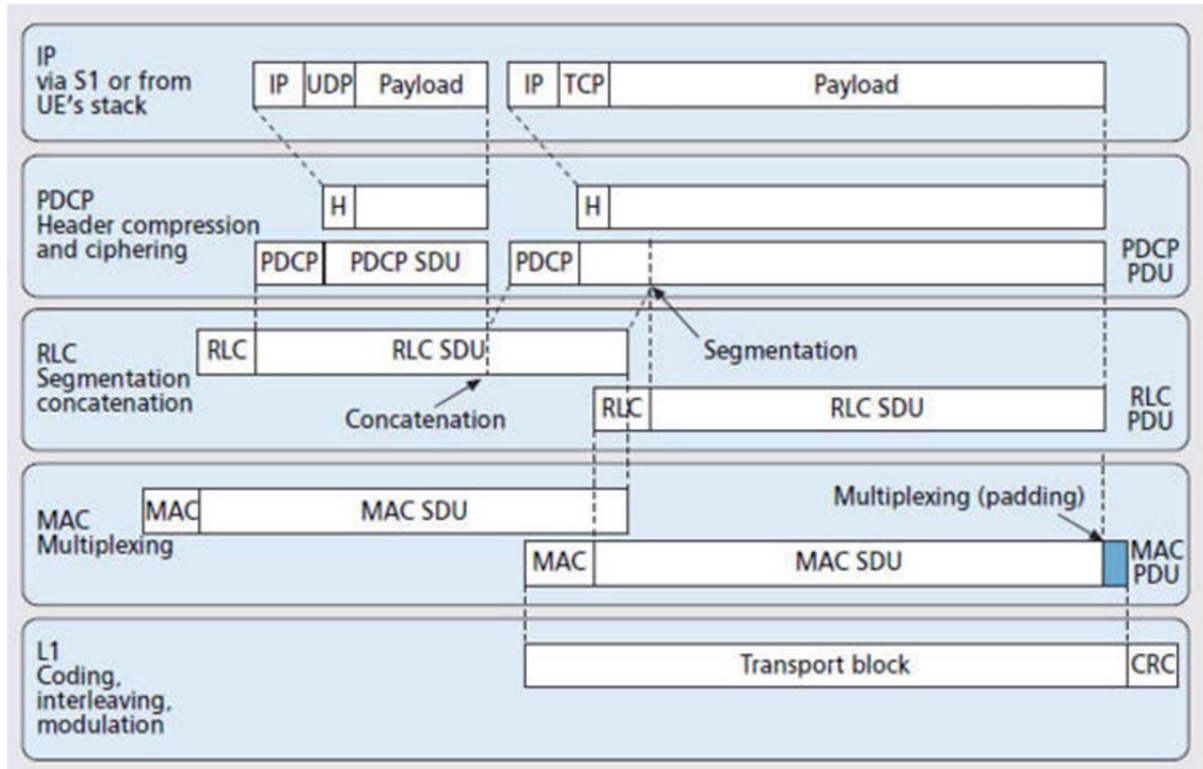 IP
via S1 or from
UE's stack
IP UDP Payload
IP TCP Payload
PDCP
Header compression
and ciphering
H
H
PDCP PDCP SDU
PDCP
PDCP
PDU
RLC
Segmentation
concatenation
RLC RLC SDU
Segmentation
Concatenation
RLC RLC SDU
RLC
PDU
MAC
Multiplexing
MAC MAC SDU
Multiplexing (padding)
MAC MAC SDU
MAC
PDU
L1
Coding,
interleaving,
modulation
Transport block CRC